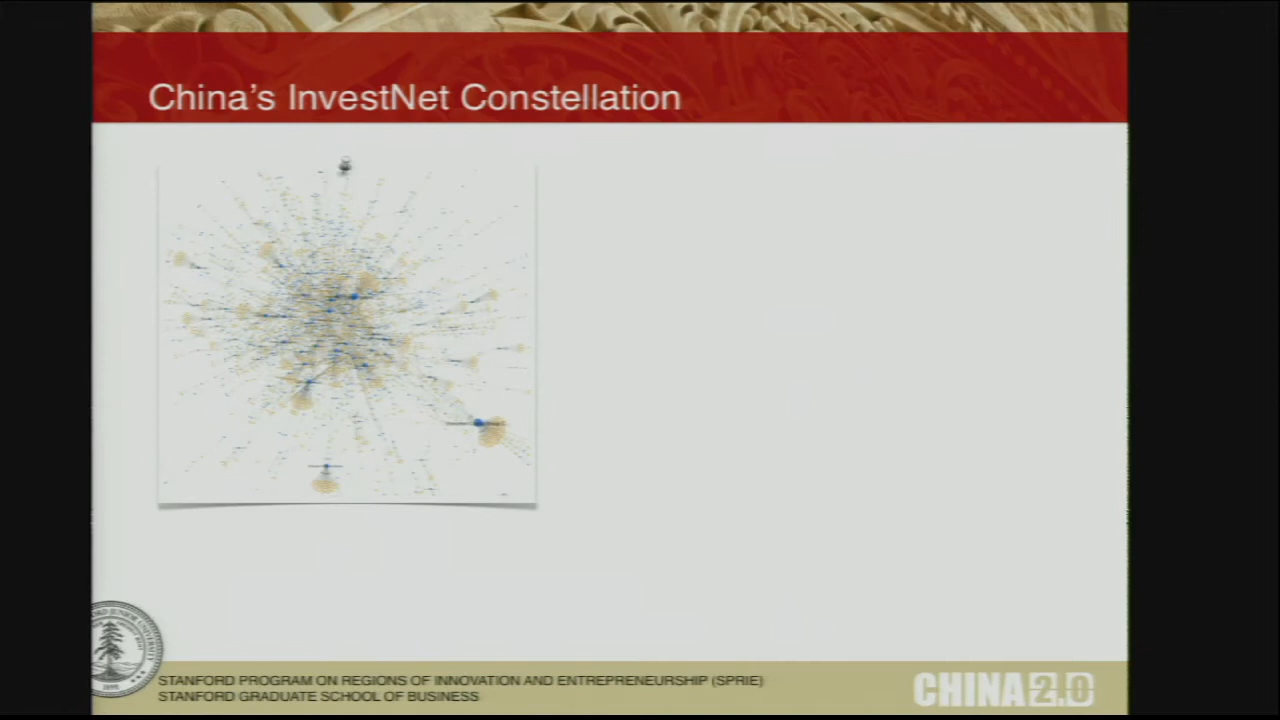 China's InvestNet Constellation
STANFORD PROGRAM ON REGIONS OF INNOVATION AND ENTREPRENEURSHIP (SPRIE)
STANFORD GRADUATE SCHOOL OF BUSINESS
CHINA 2.0